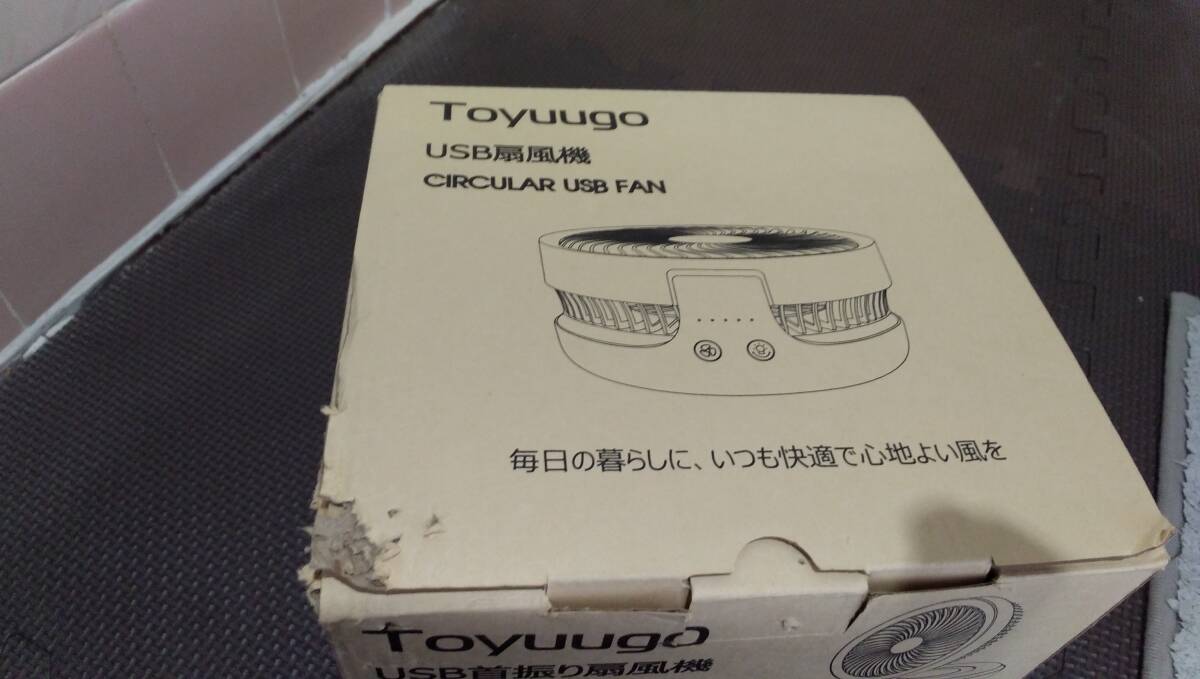 Toyuugo
USB扇風機
CIRCULAR USB FAN
毎日の暮らしに、いつも快適で心地よい風を
Toyuugo
USB首振り扇風機